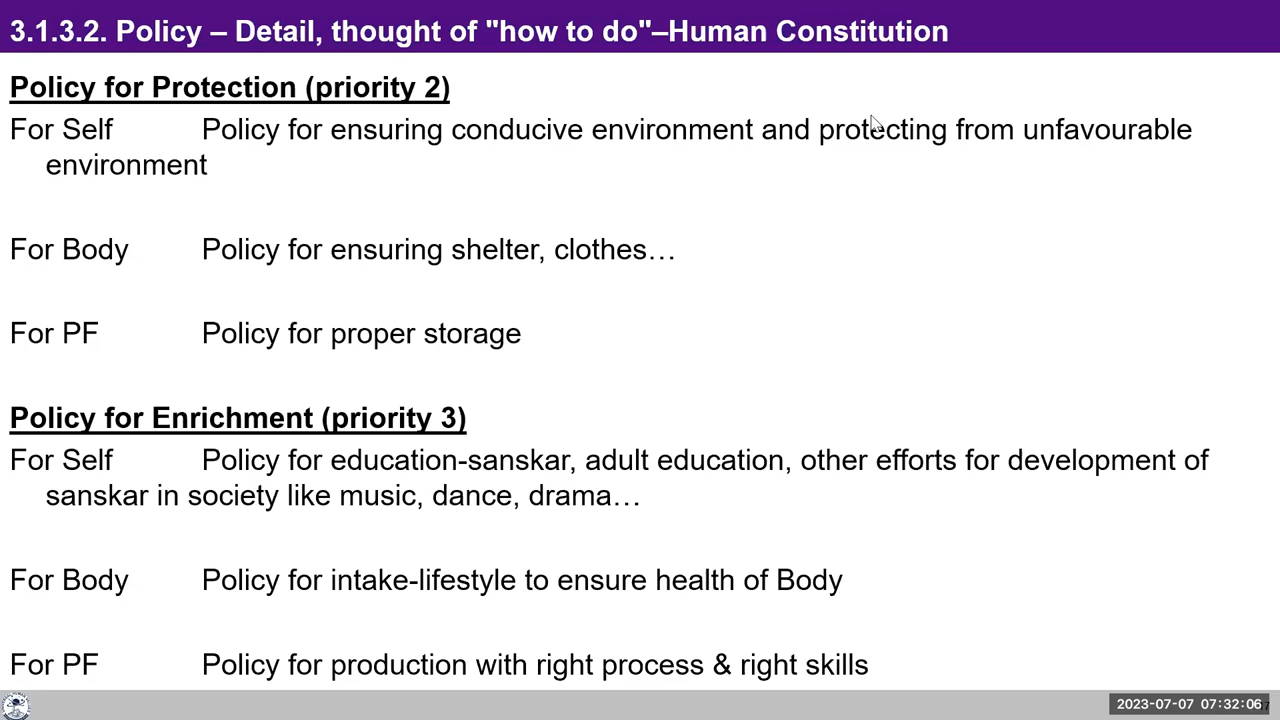 3.1.3.2. Policy – Detail, thought of "how to do"–Human Constitution
Policy for Protection (priority 2)
For Self Policy for ensuring conducive environment and protecting from unfavourable
environment
For Body Policy for ensuring shelter, clothes…
For PF Policy for proper storage
Policy for Enrichment (priority 3)
For Self Policy for education-sanskar, adult education, other efforts for development of
sanskar in society like music, dance, drama…
For Body Policy for intake-lifestyle to ensure health of Body
For PF Policy for production with right process & right skills
2023-07-07 07:32:06